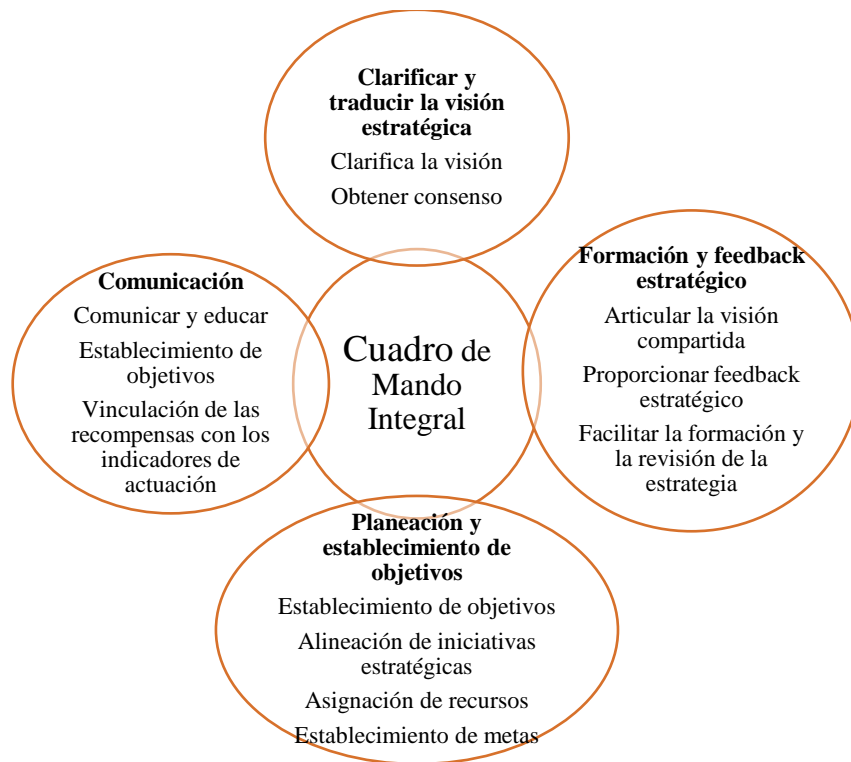 Clarificar y
traducir la visión
estratégica
Clarifica la visión
Obtener consenso
Comunicación
Comunicar y educar
Establecimiento de
objetivos
Vinculación de las
recompensas con los
indicadores de
actuación
Cuadro de
Mando
Integral
Formación y feedback
estratégico
Articular la visión
compartida
Proporcionar feedback
estratégico
Facilitar la formación y
la revisión de la
estrategia
Planeación y
establecimiento de
objetivos
Establecimiento de objetivos
Alineación de iniciativas
estratégicas
Asignación de recursos
Establecimiento de metas